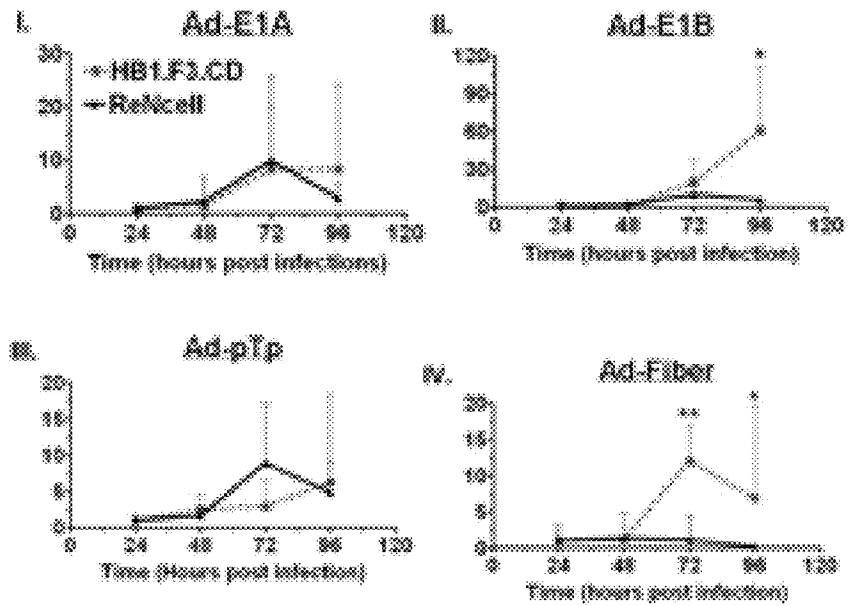 I. Ad-E1A
30
20
10
0
HB1.F3.CD
ReNcell
0 24 48 72 96 120
Time (hours post infections)
II. Ad-E1B
120
90
60
30
0
*
0 24 48 72 96 120
Time (hours post infection)
III. Ad-pTp
20
15
10
5
0
0 24 48 72 96 120
Time (Hours post infection)
IV. Ad-Fiber
20
15
10
5
0
**
*
0 24 48 72 96 120
Time (hours post infection)